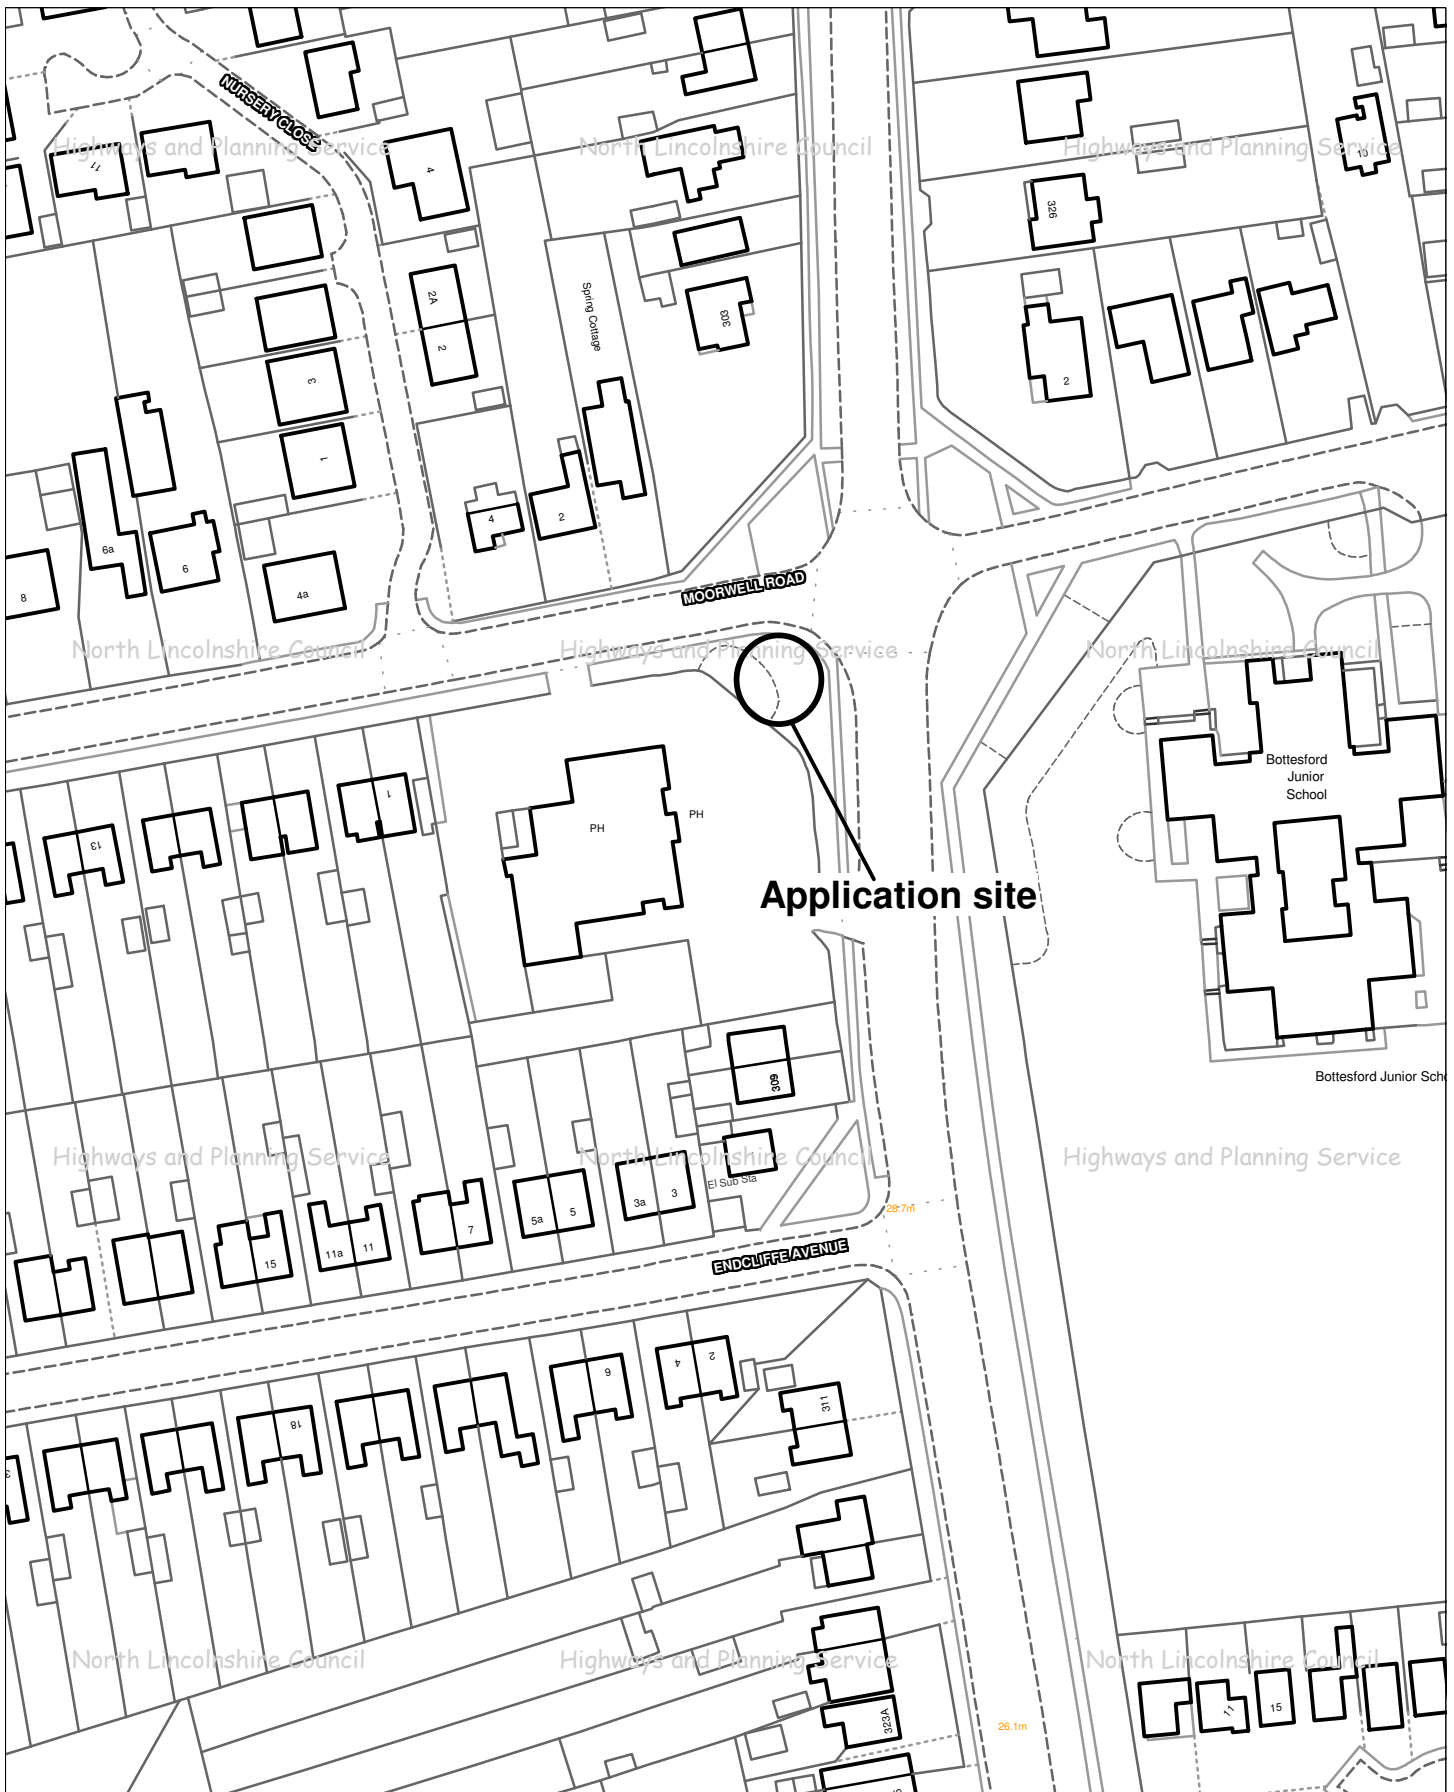 NURSERY CLOSE
Highways and Planning Service
North Lincolnshire Council
Highways and Planning Service
11
4
10
326
2A
2
Spring Cottage
303
3
2
1
4
2
6a
6
8
4a
MOORWELL ROAD
North Lincolnshire Council
Highways and Planning Service
North Lincolnshire Council
Bottesford
Junior
School
1
PH
PH
13
Application site
309
Bottesford Junior Scho
Highways and Planning Service
North Lincolnshire Council
Highways and Planning Service
El Sub Sta
3a
3
5a
5
7
11a
11
15
28.7m
ENDCLIFFE AVENUE
2
4
6
311
18
3
North Lincolnshire Council
Highways and Planning Service
North Lincolnshire Council
11
15
323A
26.1m